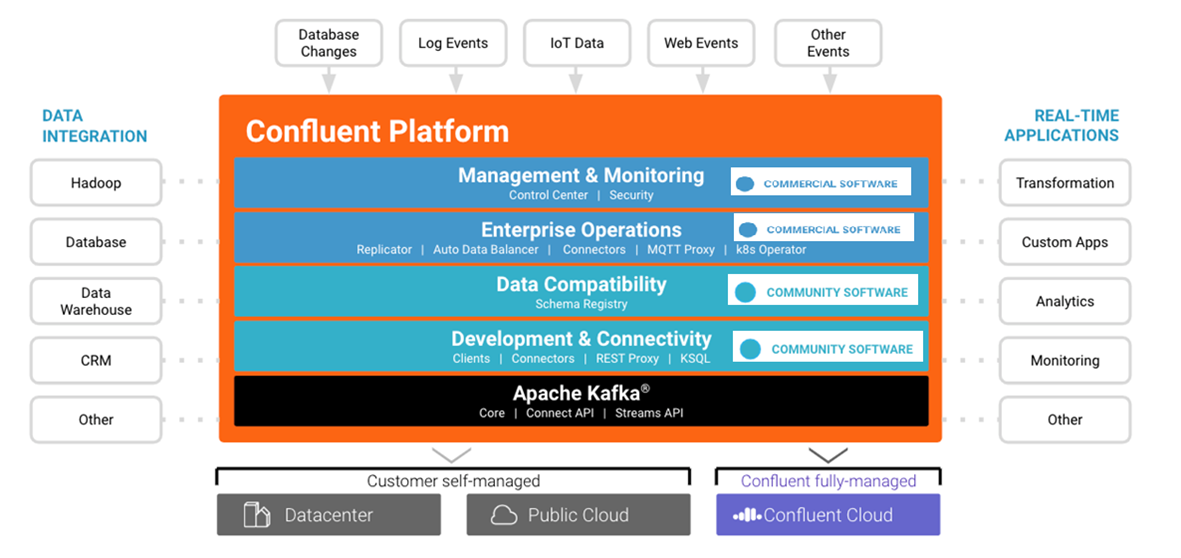 Database
Changes
Log Events
IoT Data
Web Events
Other
Events
DATA
INTEGRATION
Hadoop
Database
Data
Warehouse
CRM
Other
Confluent Platform
Management & Monitoring
Control Center | Security
COMMERCIAL SOFTWARE
Enterprise Operations
Replicator | Auto Data Balancer | Connectors | MQTT Proxy | k8s Operator
COMMERCIAL SOFTWARE
Data Compatibility
Schema Registry
COMMUNITY SOFTWARE
Development & Connectivity
Clients | Connectors | REST Proxy | KSQL
COMMUNITY SOFTWARE
Apache Kafka®
Core | Connect API | Streams API
REAL-TIME
APPLICATIONS
Transformation
Custom Apps
Analytics
Monitoring
Other
Customer self-managed
Datacenter
Public Cloud
Confluent fully-managed
Confluent Cloud